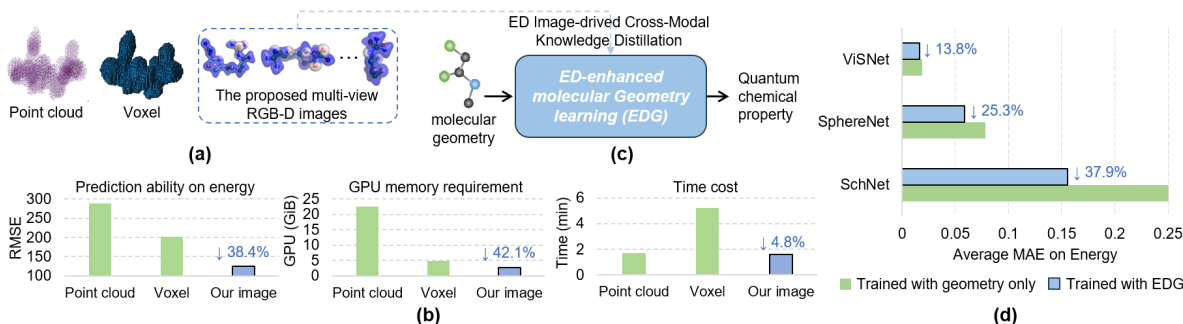 Point cloud
Voxel
The proposed multi-view
RGB-D images
(a)
ED Image-drived Cross-Modal
Knowledge Distillation
molecular
geometry
ED-enhanced
molecular Geometry
learning (EDG)
Quantum
chemical
property
(c)
Prediction ability on energy
RMSE
300
250
200
150
100
↓ 38.4%
Point cloud
Voxel
Our image
GPU memory requirement
GPU (GiB)
25
20
15
10
5
0
↓ 42.1%
Point cloud
Voxel
Our image
(b)
Time cost
Time (min)
6
4
2
0
↓ 4.8%
Point cloud
Voxel
Our image
ViSNet
↓ 13.8%
SphereNet
↓ 25.3%
SchNet
↓ 37.9%
0
0.05
0.1
0.15
0.2
0.25
Average MAE on Energy
Trained with geometry only
Trained with EDG
(d)